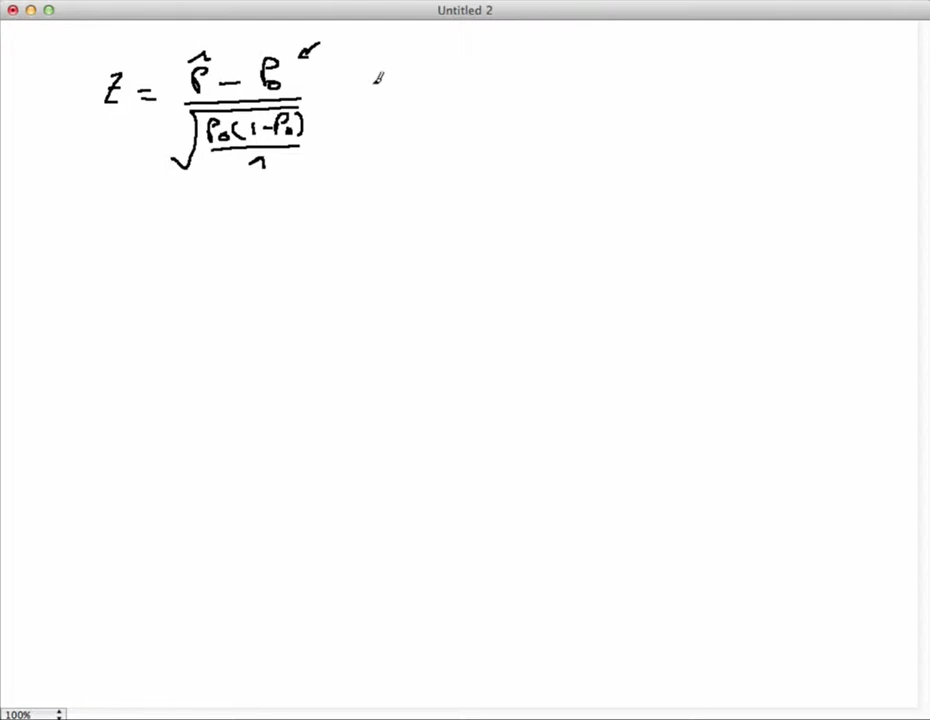 Untitled 2
Z = p̂ - p₀
√ p₀(1-p₀)
n
100%